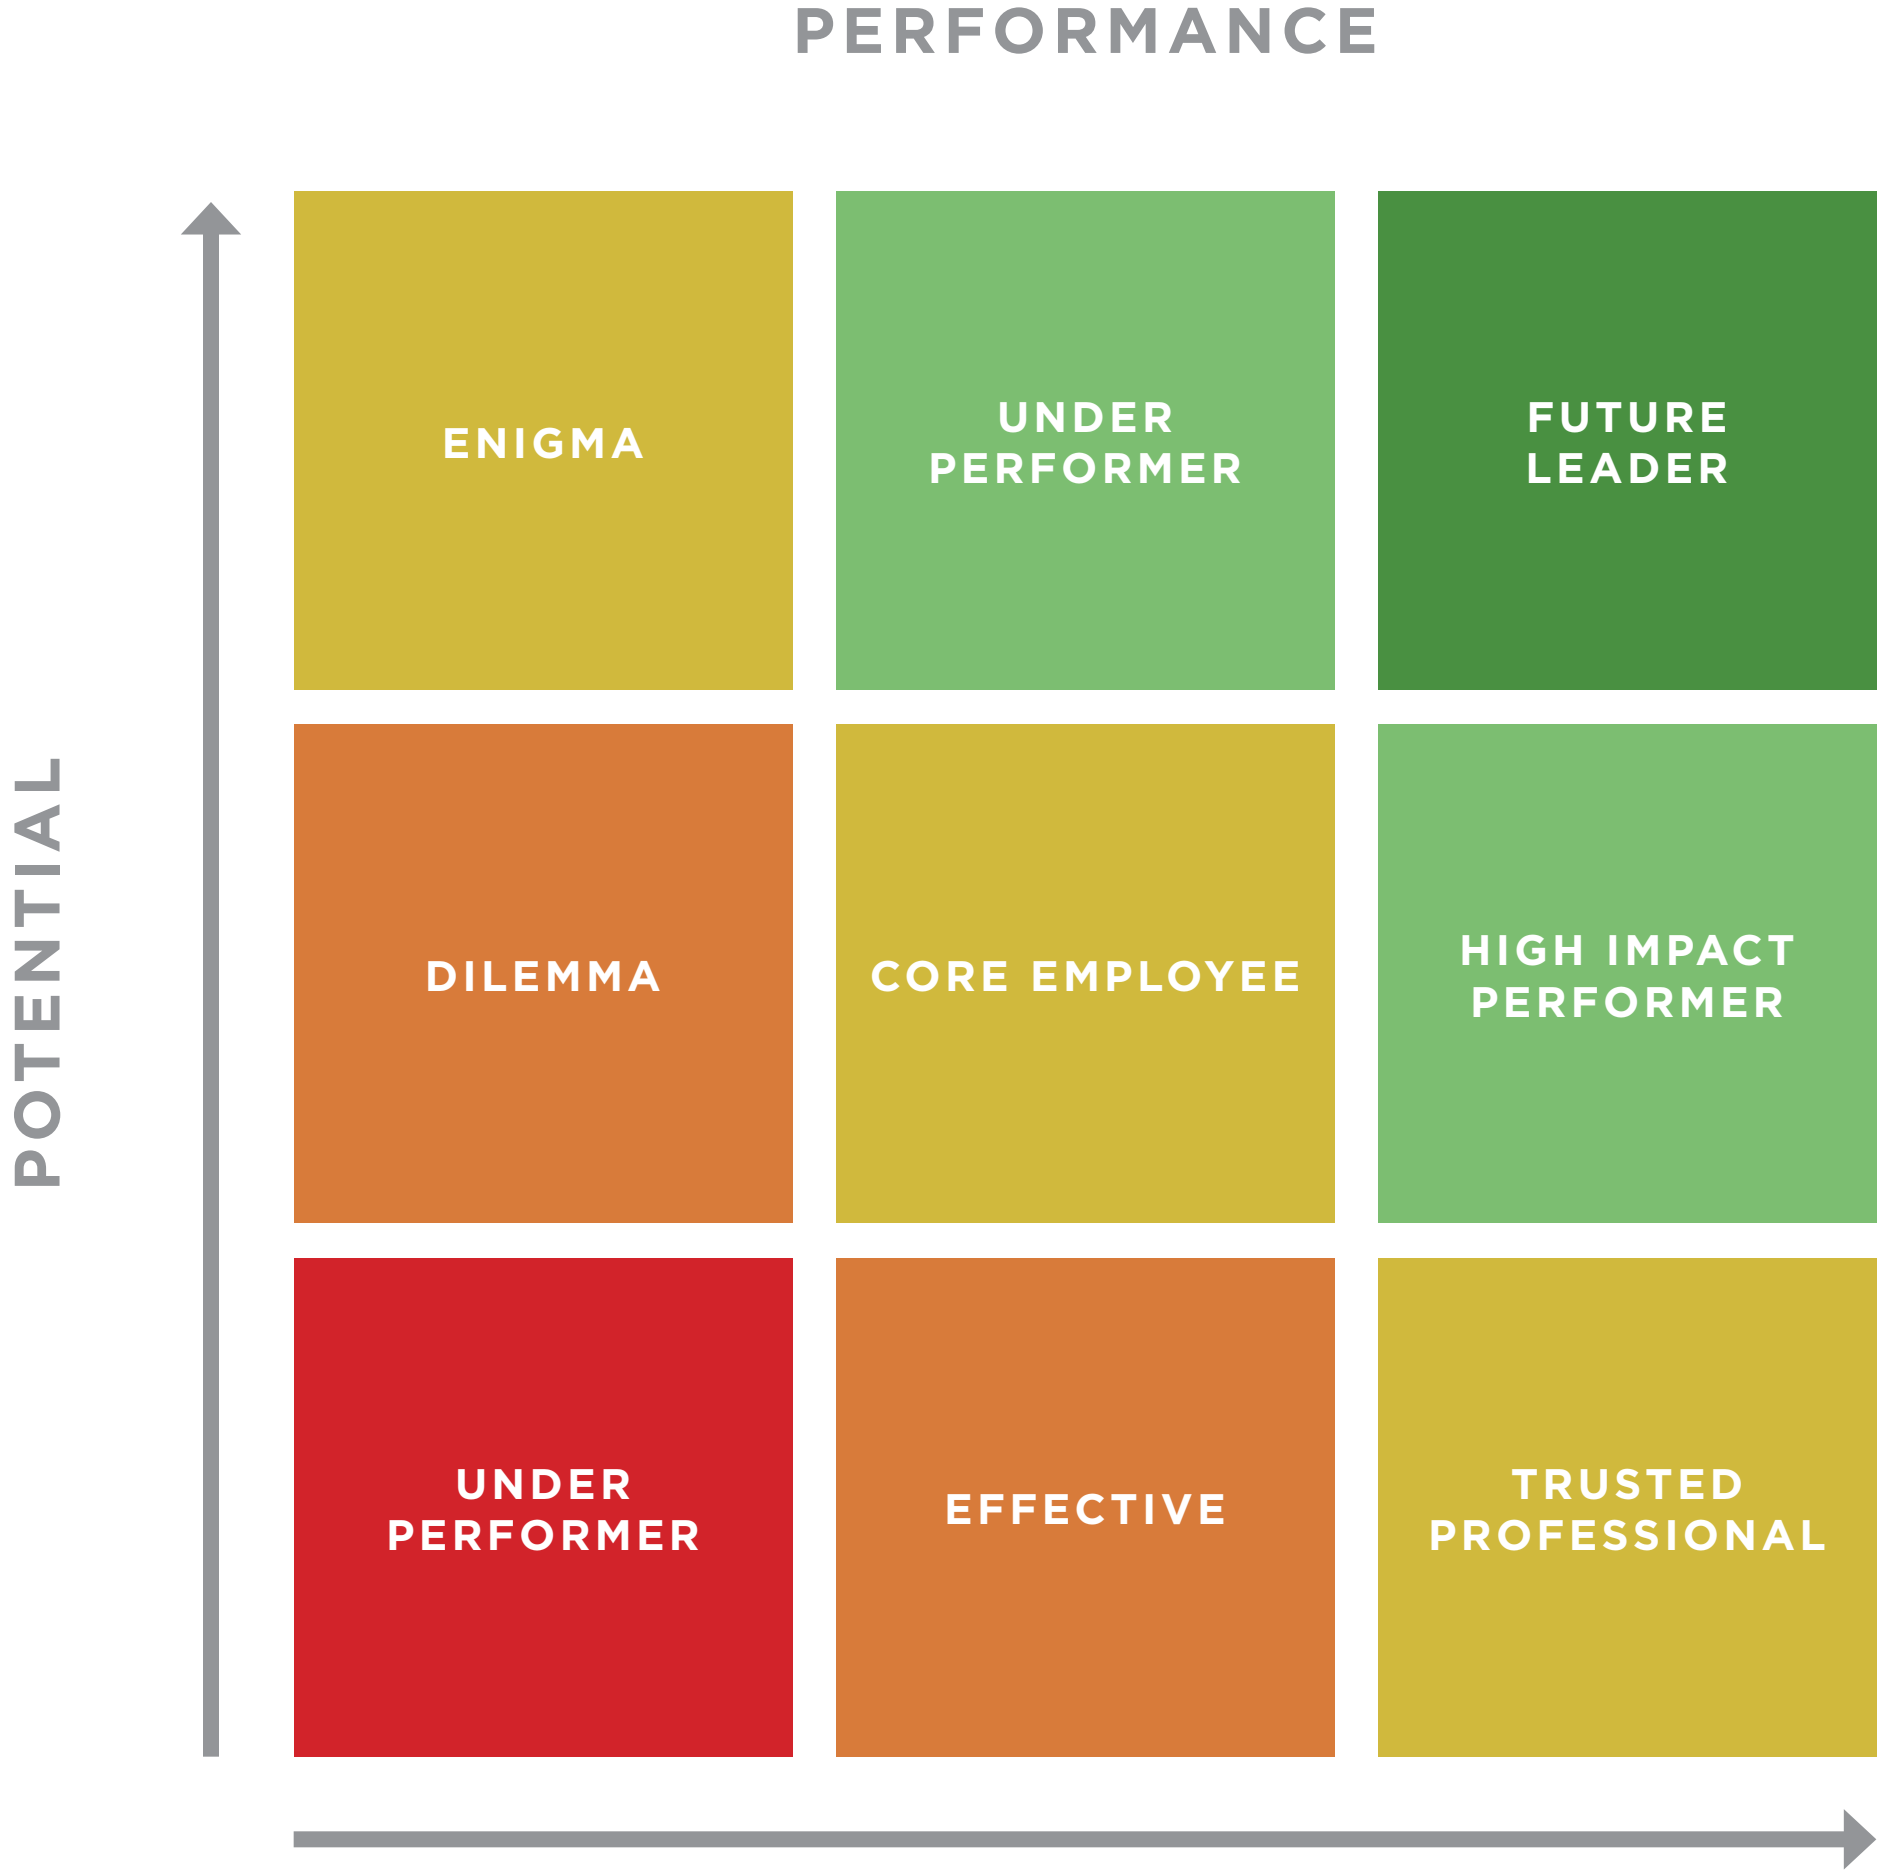 PERFORMANCE
POTENTIAL
ENIGMA
UNDER
PERFORMER
FUTURE
LEADER
DILEMMA
CORE EMPLOYEE
HIGH IMPACT
PERFORMER
UNDER
PERFORMER
EFFECTIVE
TRUSTED
PROFESSIONAL